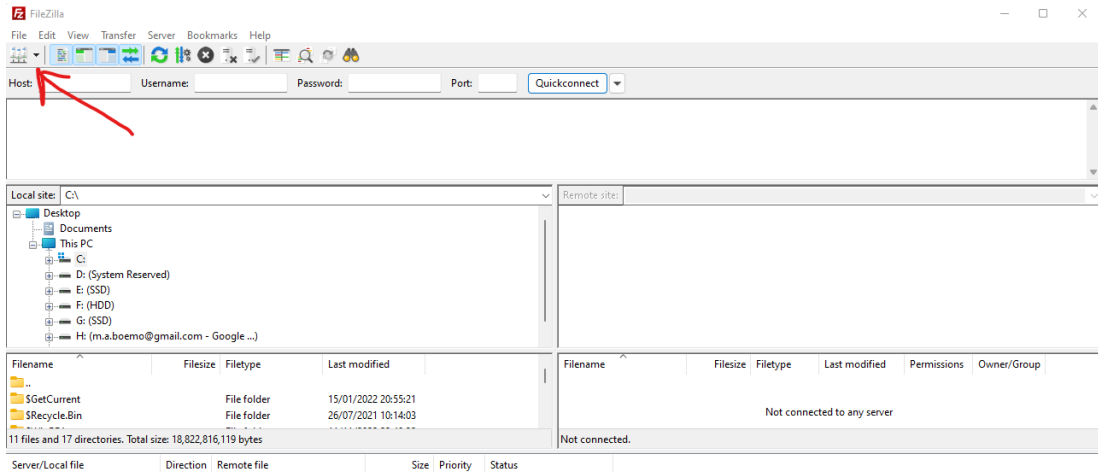 FileZilla
File Edit View Transfer Server Bookmarks Help
Host: Username: Password: Port: Quickconnect
Local site: C:\
Remote site:
Desktop
Documents
This PC
C:
D: (System Reserved)
E: (SSD)
F: (HDD)
G: (SSD)
H: (m.a.boemo@gmail.com - Google ...)
Filename Filesize Filetype Last modified
..
$GetCurrent File folder 15/01/2022 20:55:21
$Recycle.Bin File folder 26/07/2021 10:14:03
11 files and 17 directories. Total size: 18,822,816,119 bytes
Filename Filesize Filetype Last modified Permissions Owner/Group
Not connected to any server
Not connected.
Server/Local file Direction Remote file Size Priority Status